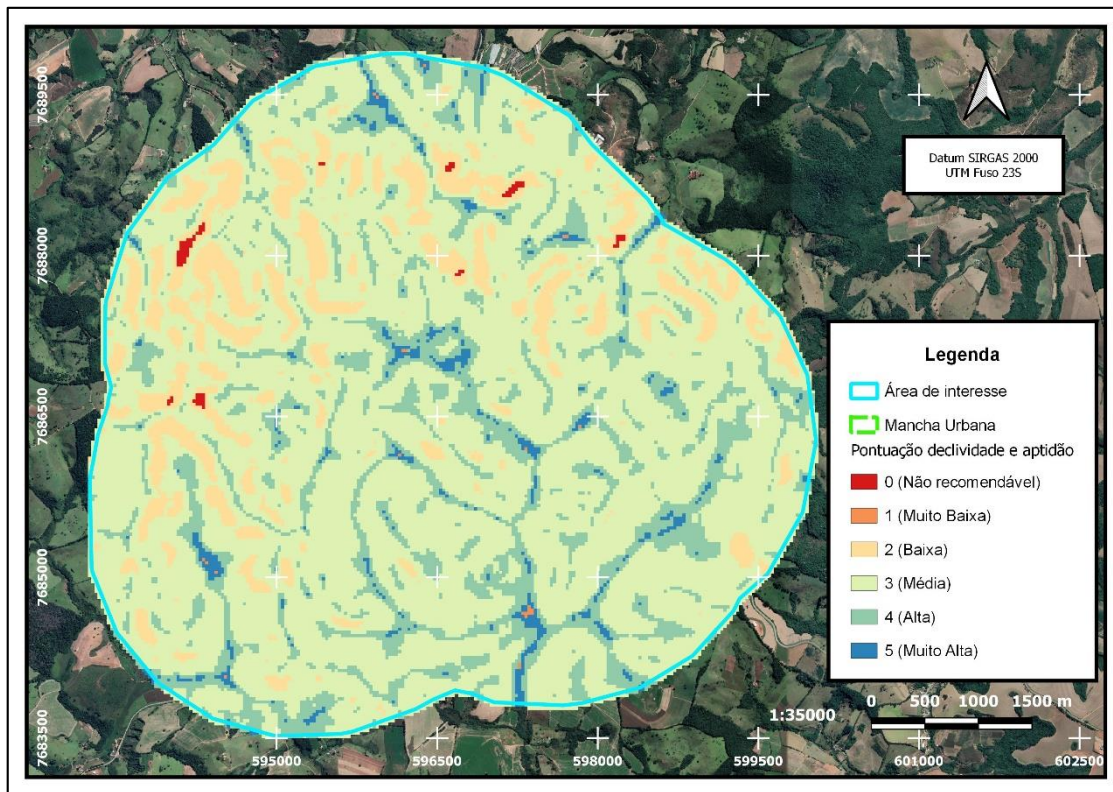 7689500
7688000
7686500
7685000
7683500
Datum SIRGAS 2000
UTM Fuso 23S
Legenda
Área de interesse
Mancha Urbana
Pontuação declividade e aptidão
0 (Não recomendável)
1 (Muito Baixa)
2 (Baixa)
3 (Média)
4 (Alta)
5 (Muito Alta)
1:35000
0 500 1000 1500 m
595000 596500 598000 599500 601000 602500